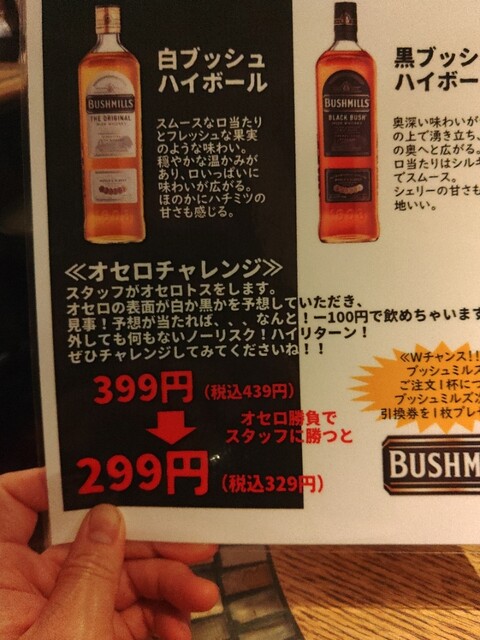 白ブッシュ
ハイボール
BUSHMILLS
THE ORIGINAL
スムースな口当たり
とフレッシュな果実
のような味わい。
穏やかな温かみが
あり、口いっぱいに
味わいが広がる。
ほのかにハチミツの
甘さも感じる。
黒ブッシ
ハイボー
BUSHMILLS
BLACK BUSH
奥深い味わいが
の上で湧き立ち、
の奥へと広がる。
口当たりはシルキ
でスムース。
シェリーの甘さも
地いい。
≪オセロチャレンジ≫
スタッフがオセロトスをします。
オセロの表面が白か黒かを予想していただき、
見事!予想が当たれば、、、なんと!ー100円で飲めちゃいます
外しても何もないノーリスク!ハイリターン!
ぜひチャレンジしてみてくださいね!!
399円(税込439円)
オセロ勝負で
スタッフに勝つと
299円(税込329円)
≪Wチャンス!!
ブッシュミルズ
ご注文1杯につ
ブッシュミルズ次
引換券を1枚プレ
BUSHM